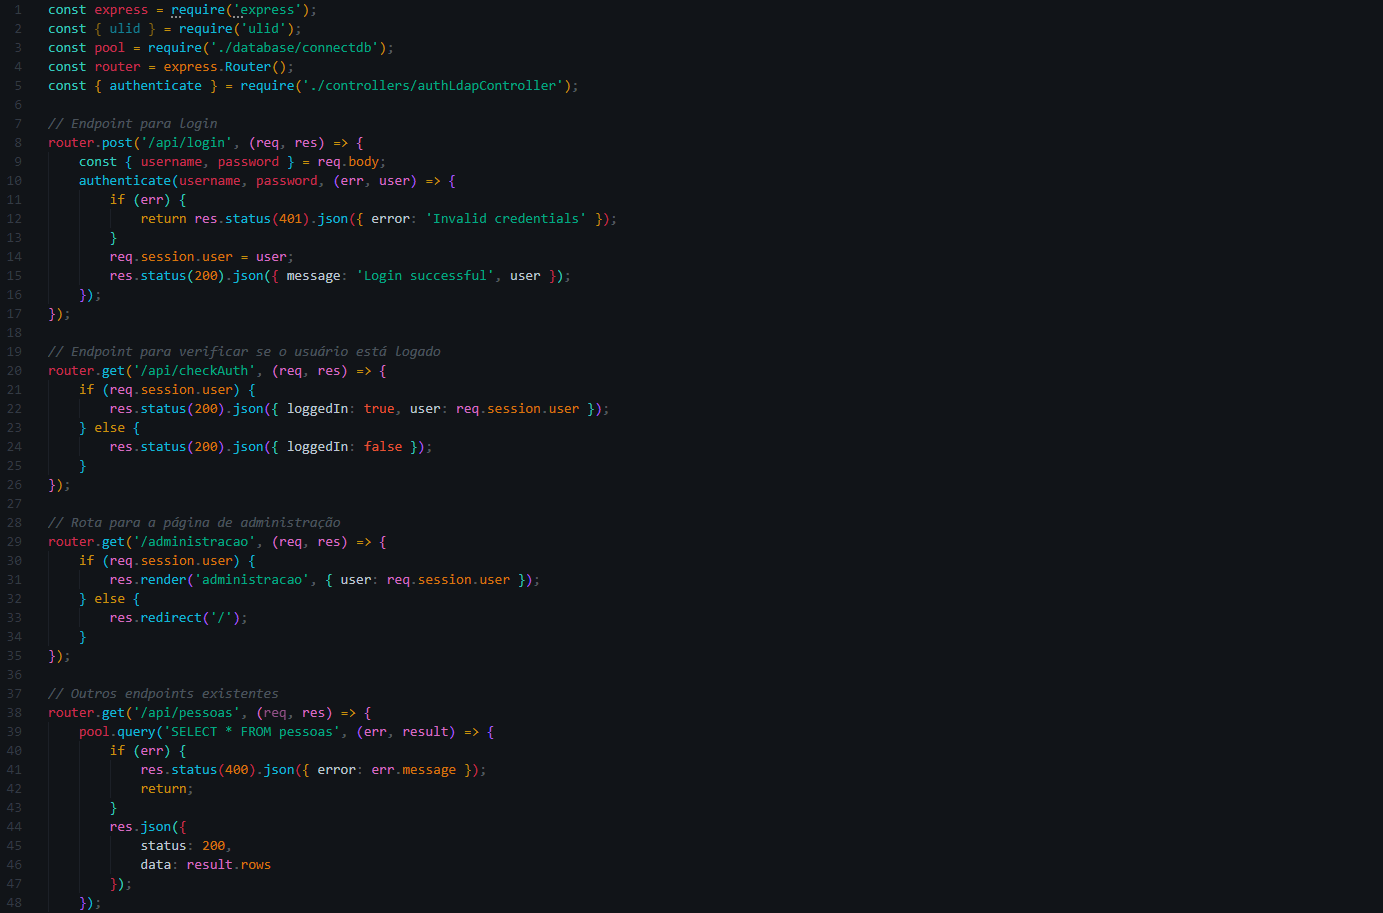 1 const express = require('express');
2 const { ulid } = require('ulid');
3 const pool = require('./database/connectdb');
4 const router = express.Router();
5 const { authenticate } = require('./controllers/authLdapController');
6
7 // Endpoint para login
8 router.post('/api/login', (req, res) => {
9     const { username, password } = req.body;
10     authenticate(username, password, (err, user) => {
11         if (err) {
12             return res.status(401).json({ error: 'Invalid credentials' });
13         }
14         req.session.user = user;
15         res.status(200).json({ message: 'Login successful', user });
16     });
17 });
18
19 // Endpoint para verificar se o usuário está logado
20 router.get('/api/checkAuth', (req, res) => {
21     if (req.session.user) {
22         res.status(200).json({ loggedIn: true, user: req.session.user });
23     } else {
24         res.status(200).json({ loggedIn: false });
25     }
26 });
27
28 // Rota para a página de administração
29 router.get('/administracao', (req, res) => {
30     if (req.session.user) {
31         res.render('administracao', { user: req.session.user });
32     } else {
33         res.redirect('/');
34     }
35 });
36
37 // Outros endpoints existentes
38 router.get('/api/pessoas', (req, res) => {
39     pool.query('SELECT * FROM pessoas', (err, result) => {
40         if (err) {
41             res.status(400).json({ error: err.message });
42             return;
43         }
44         res.json({
45             status: 200,
46             data: result.rows
47         });
48     });